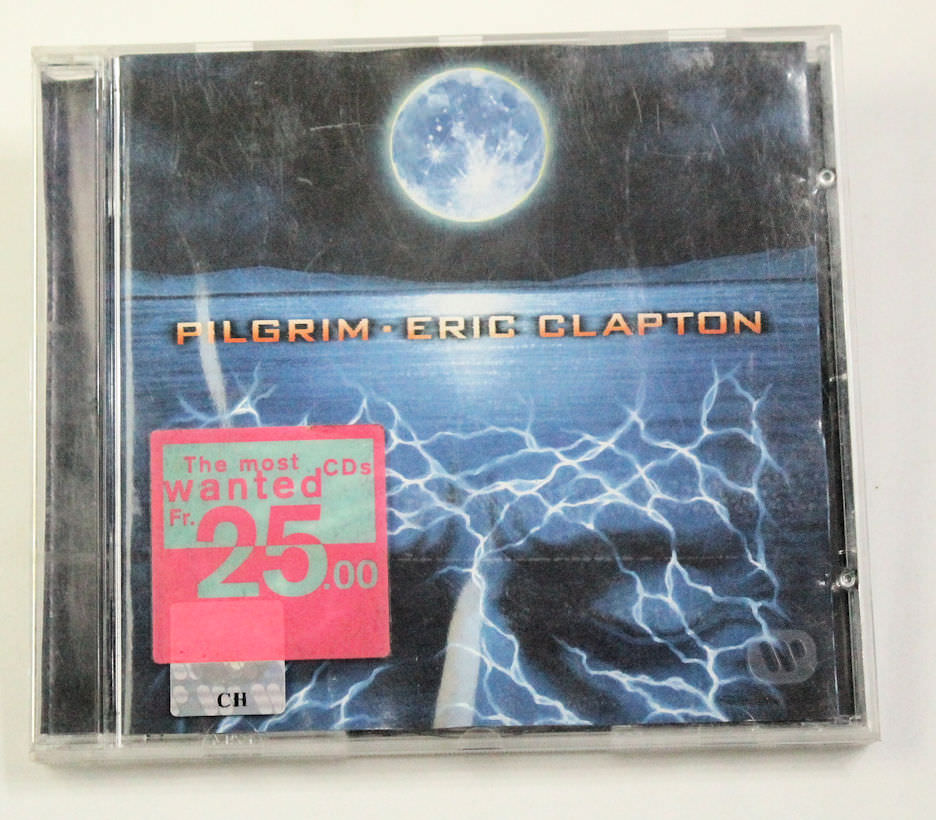 PILGRIM · ERIC CLAPTON
The most
wanted CDs
Fr. 25.00
CH